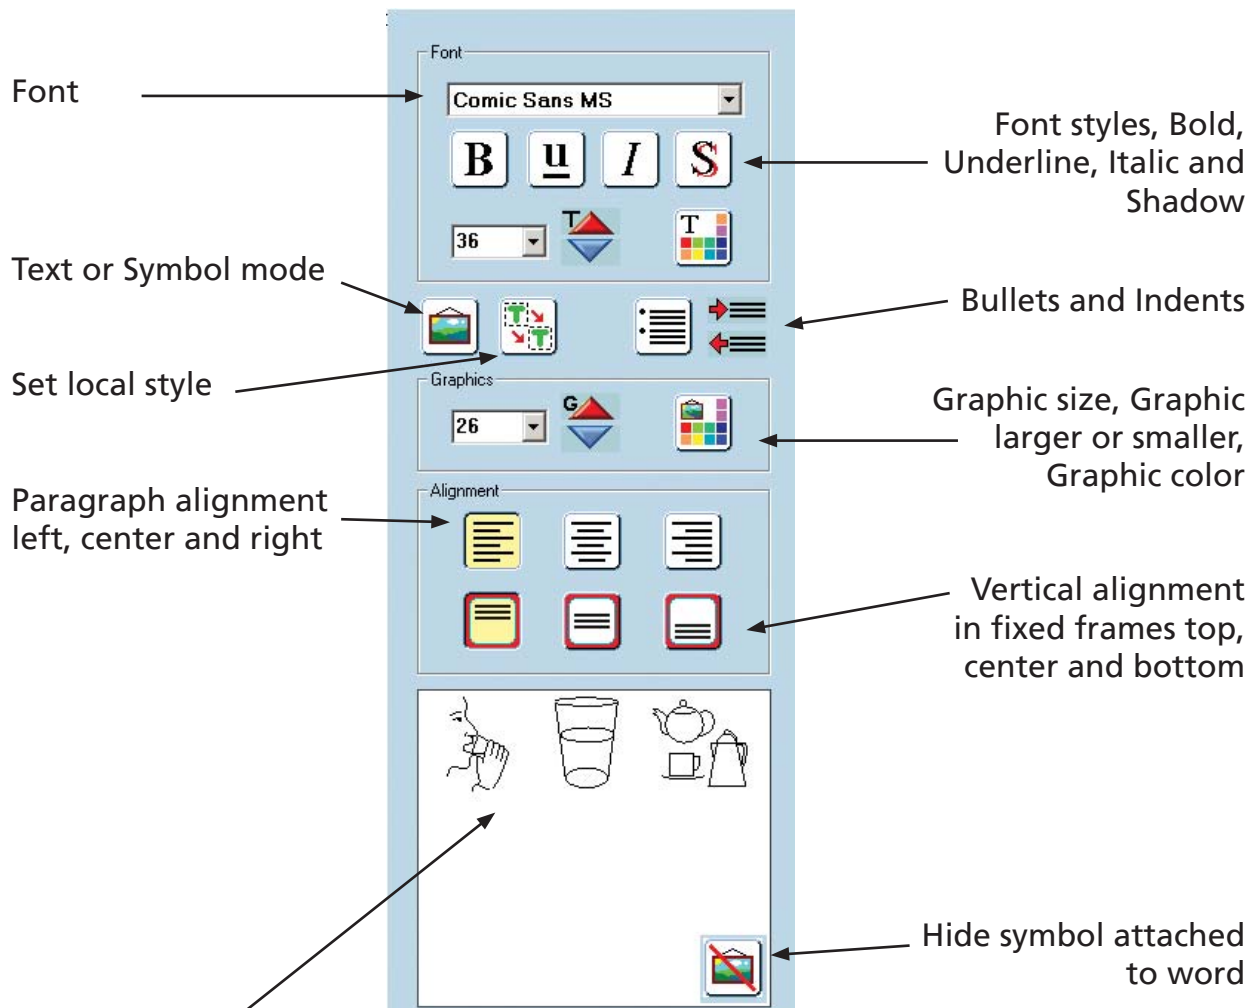 Font
Font
Comic Sans MS
B u I S
Font styles, Bold,
Underline, Italic and
Shadow
36
T
T
Text or Symbol mode
T
T
Bullets and Indents
Set local style
Graphics
26
G
Graphic size, Graphic
larger or smaller,
Graphic color
Paragraph alignment
left, center and right
Alignment
Vertical alignment
in fixed frames top,
center and bottom
Hide symbol attached
to word